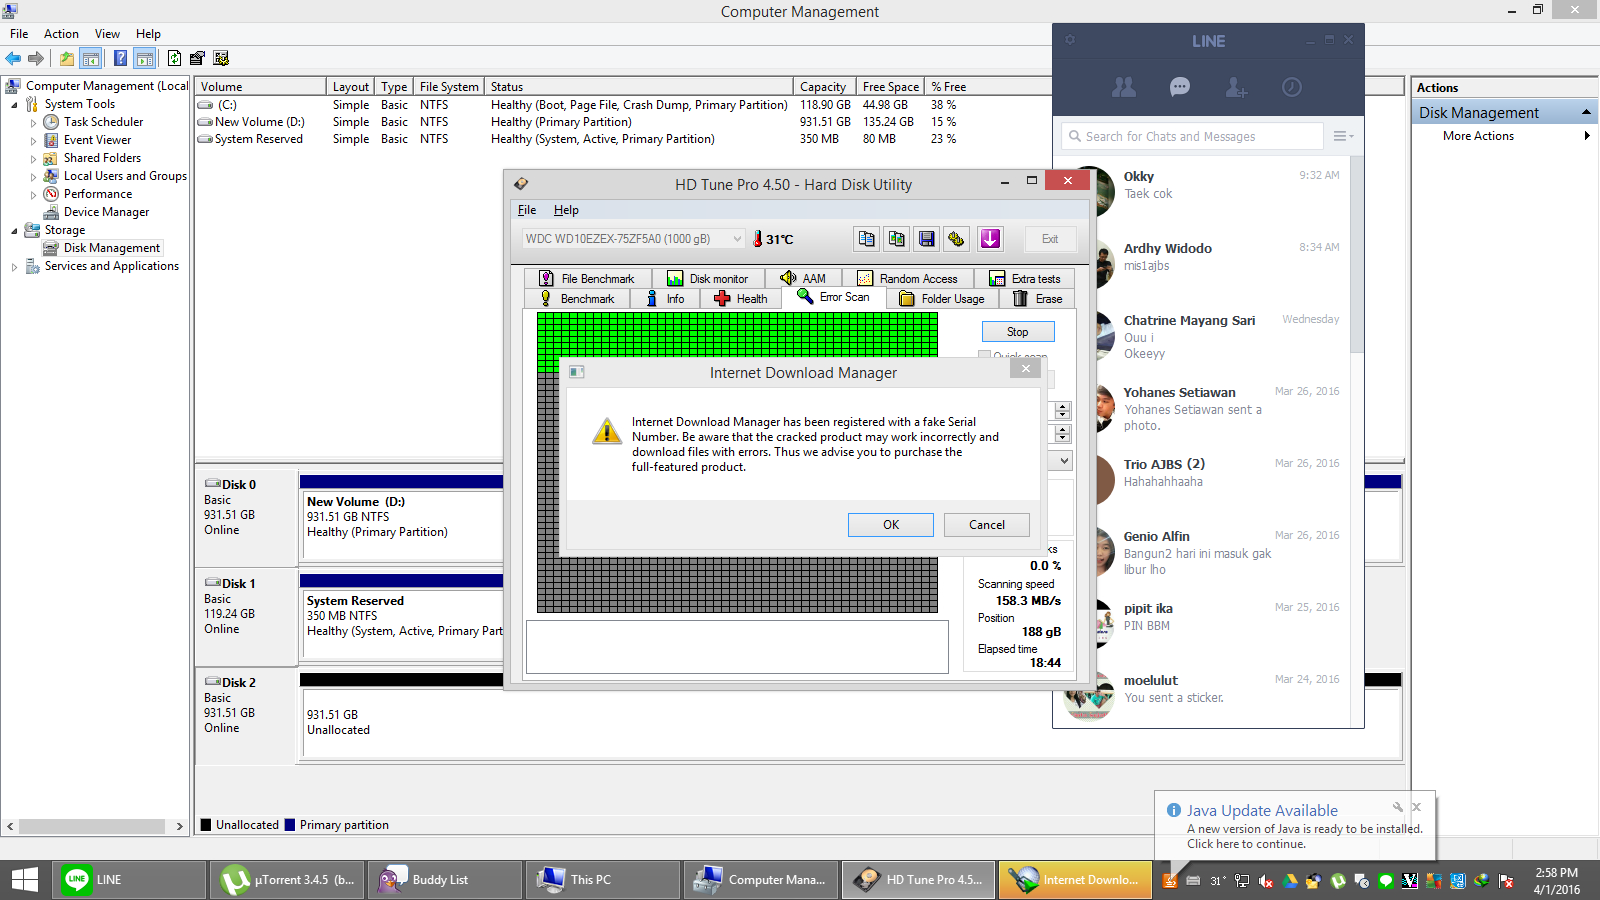 Computer Management
File Action View Help
Computer Management (Local
System Tools
Task Scheduler
Event Viewer
Shared Folders
Local Users and Groups
Performance
Device Manager
Storage
Disk Management
Services and Applications
Volume Layout Type File System Status Capacity Free Space % Free
(C:) Simple Basic NTFS Healthy (Boot, Page File, Crash Dump, Primary Partition) 118.90 GB 44.98 GB 38 %
New Volume (D:) Simple Basic NTFS Healthy (Primary Partition) 931.51 GB 135.24 GB 15 %
System Reserved Simple Basic NTFS Healthy (System, Active, Primary Partition) 350 MB 80 MB 23 %
Disk 0
Basic
931.51 GB
Online
New Volume (D:)
931.51 GB NTFS
Healthy (Primary Partition)
Disk 1
Basic
119.24 GB
Online
System Reserved
350 MB NTFS
Healthy (System, Active, Primary Part
Disk 2
Basic
931.51 GB
Online
931.51 GB
Unallocated
Unallocated Primary partition
Actions
Disk Management
More Actions
HD Tune Pro 4.50 - Hard Disk Utility
File Help
WDC WD10EZEX-75ZF5A0 (1000 gB)
31°C
Exit
File Benchmark Disk monitor AAM Random Access Extra tests
Benchmark Info Health Error Scan Folder Usage Erase
Stop
Quick scan
ks
0.0 %
Scanning speed
158.3 MB/s
Position
188 gB
Elapsed time
18:44
Internet Download Manager
Internet Download Manager has been registered with a fake Serial
Number. Be aware that the cracked product may work incorrectly and
download files with errors. Thus we advise you to purchase the
full-featured product.
OK Cancel
LINE
Search for Chats and Messages
Okky 9:32 AM
Taek cok
Ardhy Widodo 8:34 AM
mis1ajbs
Chatrine Mayang Sari Wednesday
Ouu i
Okeeyy
Yohanes Setiawan Mar 26, 2016
Yohanes Setiawan sent a
photo.
Trio AJBS (2) Mar 26, 2016
Hahahahhaaha
Genio Alfin Mar 26, 2016
Bangun2 hari ini masuk gak
libur lho
pipit ika Mar 25, 2016
PIN BBM
moelulut Mar 24, 2016
You sent a sticker.
Java Update Available
A new version of Java is ready to be installed.
Click here to continue.
LINE
µTorrent 3.4.5 (b...
Buddy List
This PC
Computer Mana...
HD Tune Pro 4.5...
Internet Downlo...
31°
2:58 PM
4/1/2016